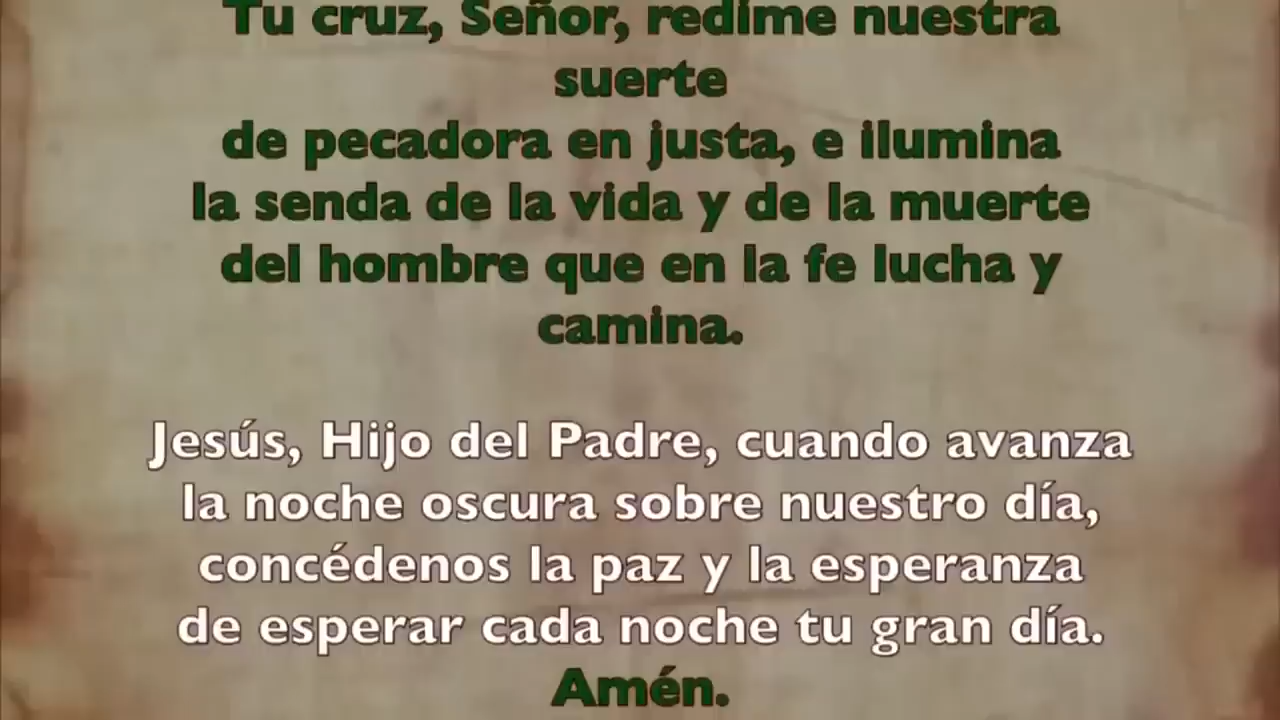 Tu cruz, Señor, redime nuestra
suerte
de pecadora en justa, e ilumina
la senda de la vida y de la muerte
del hombre que en la fe lucha y
camina.
Jesús, Hijo del Padre, cuando avanza
la noche oscura sobre nuestro día,
concédenos la paz y la esperanza
de esperar cada noche tu gran día.
Amén.